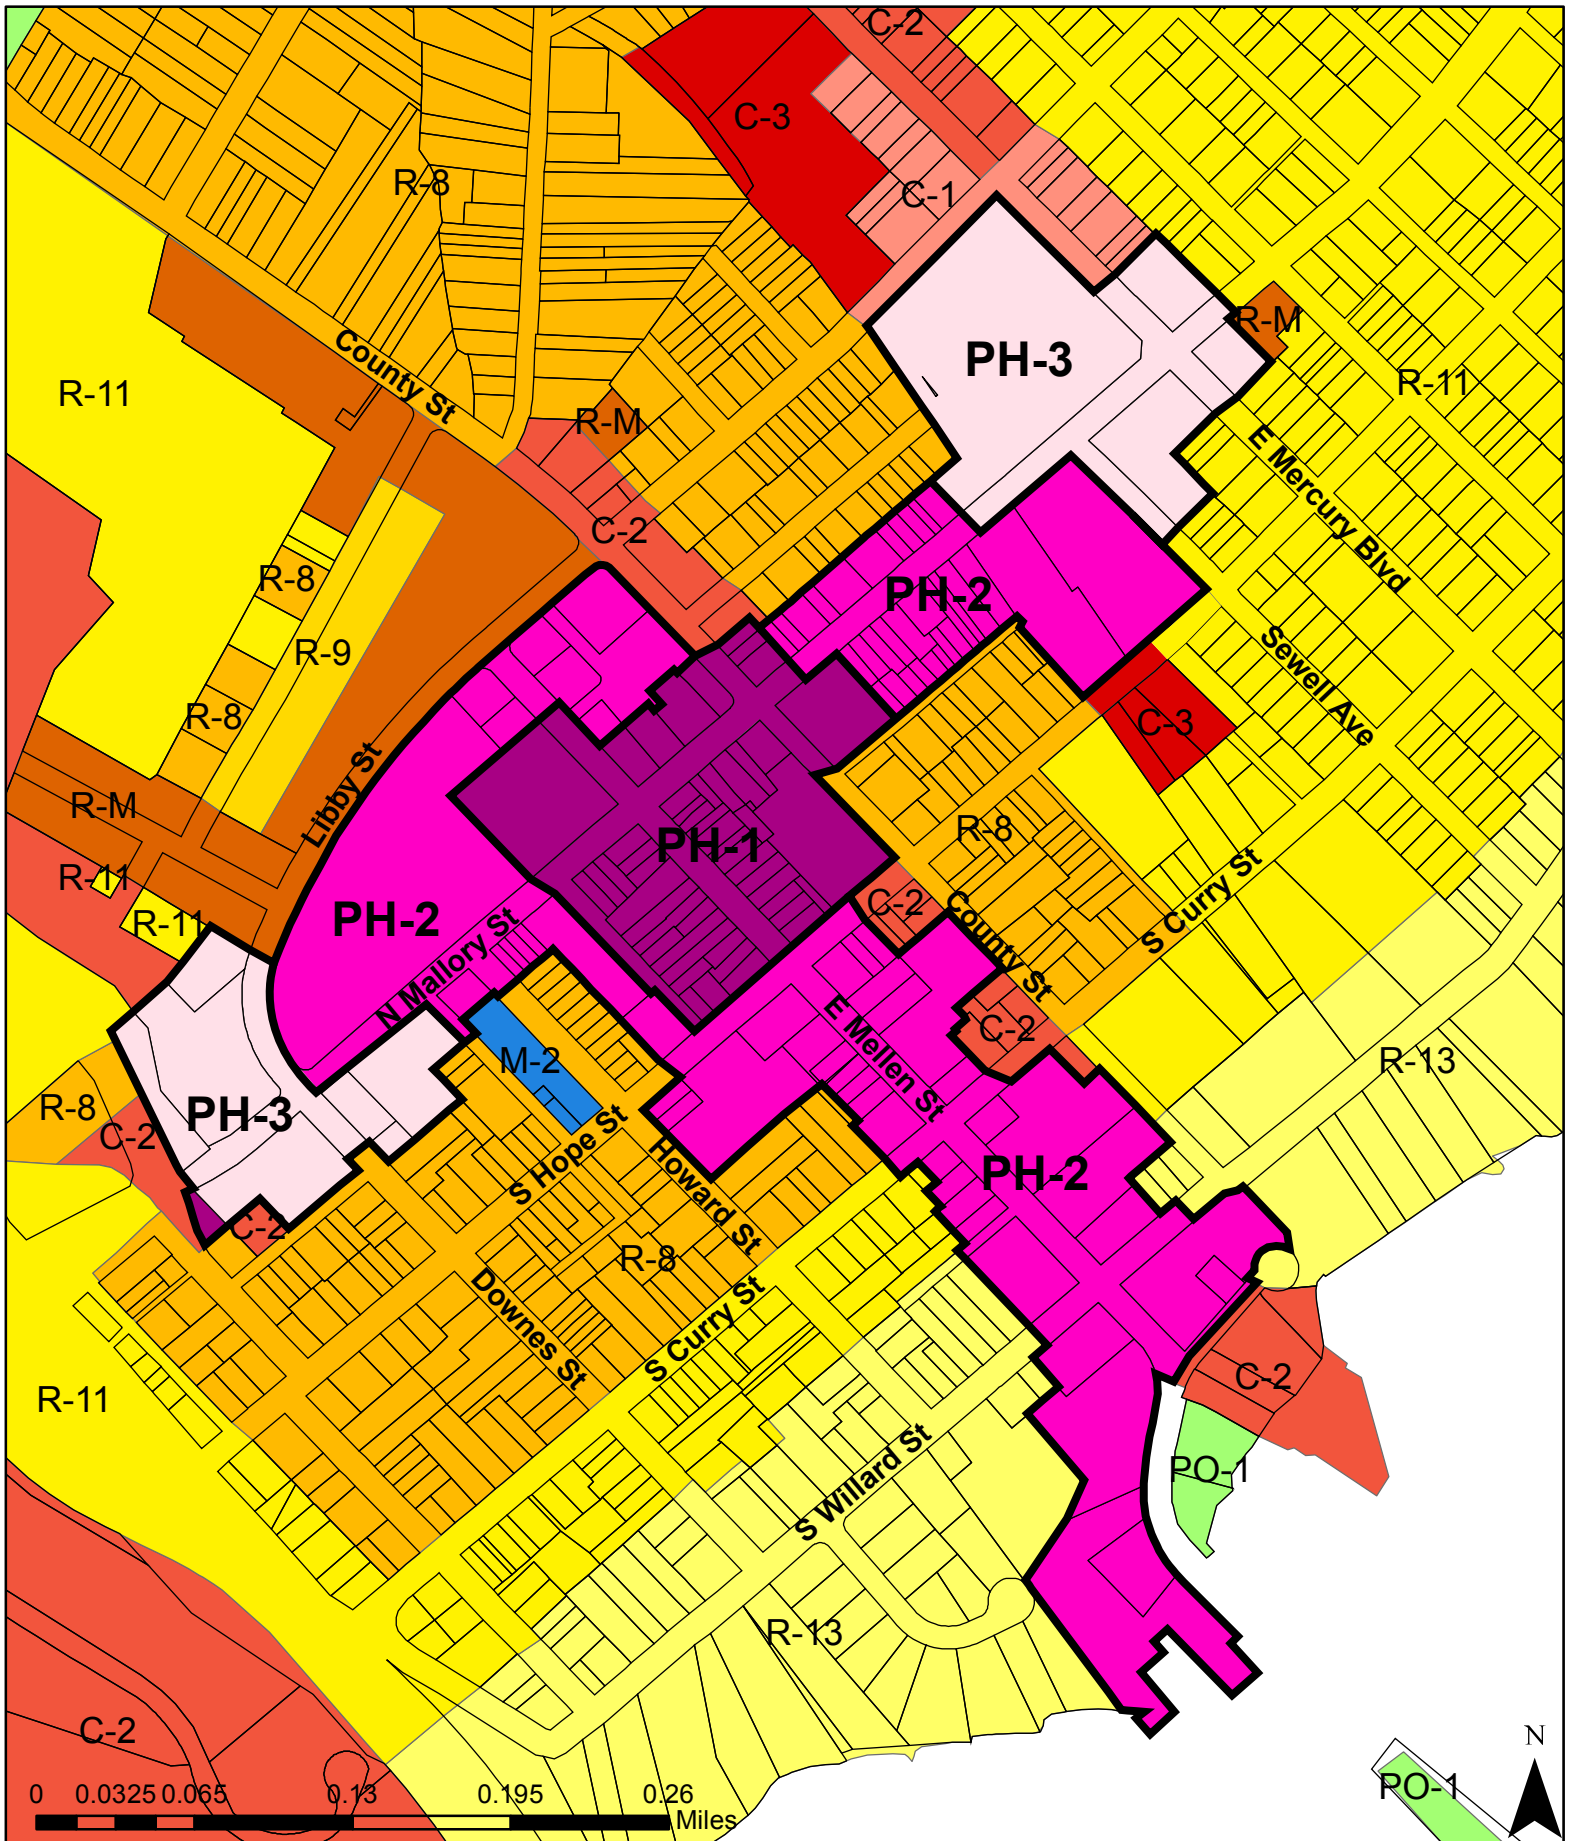 C-2
C-3
R-8
C-1
R-M
County St
PH-3
R-11
R-11
R-M
E Mercury Blvd
C-2
R-8
PH-2
R-9
Sewell Ave
R-8
C-3
Libby St
R-M
R-8
PH-1
R-11
S Curry St
C-2
R-11
PH-2
County St
N Mallory St
C-2
E Mellen St
M-2
R-13
R-8
PH-3
C-2
S Hope St
PH-2
Howard St
C-2
R-8
Downes St
S Curry St
C-2
R-11
PO-1
S Willard St
R-13
C-2
N
PO-1
0 0.0325 0.065 0.13 0.195 0.26
Miles